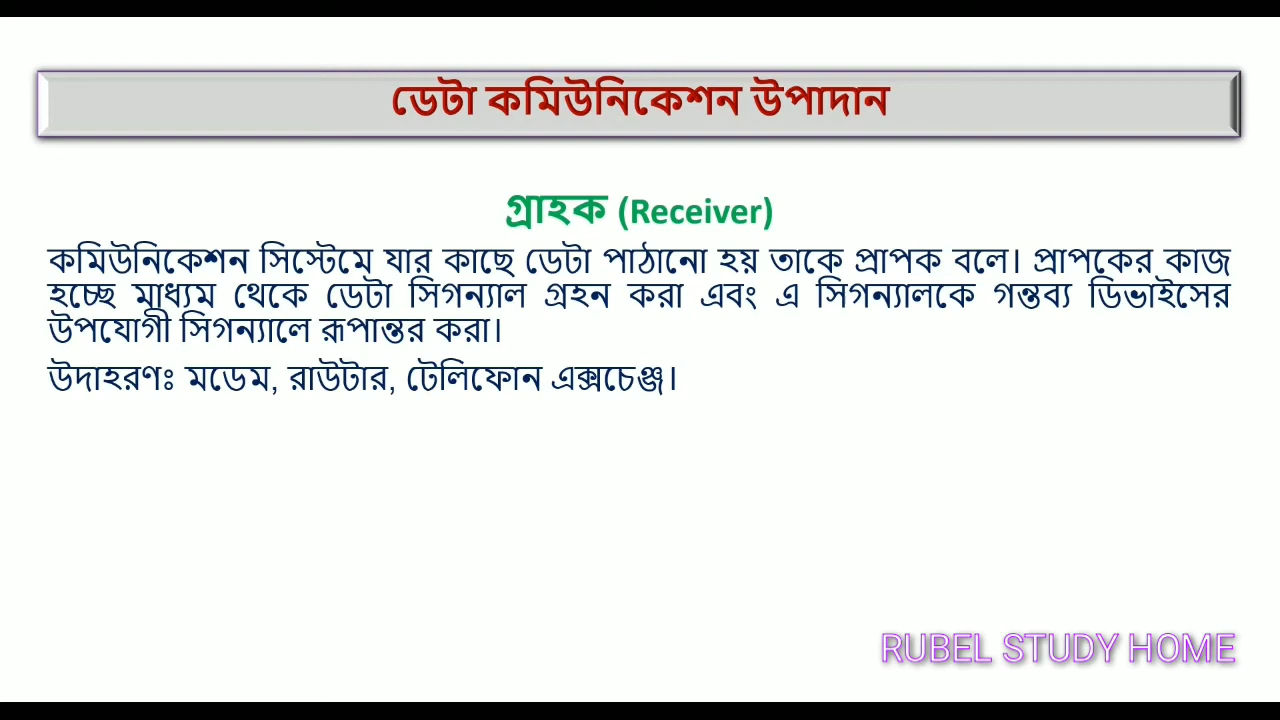 ডেটা কমিউনিকেশন উপাদান
গ্রাহক (Receiver)
কমিউনিকেশন সিস্টেমে যার কাছে ডেটা পাঠানো হয় তাকে প্রাপক বলে। প্রাপকের কাজ
হচ্ছে মাধ্যম থেকে ডেটা সিগন্যাল গ্রহন করা এবং এ সিগন্যালকে গন্তব্য ডিভাইসের
উপযোগী সিগন্যালে রূপান্তর করা।
উদাহরণঃ মডেম, রাউটার, টেলিফোন এক্সচেঞ্জ।
RUBEL STUDY HOME